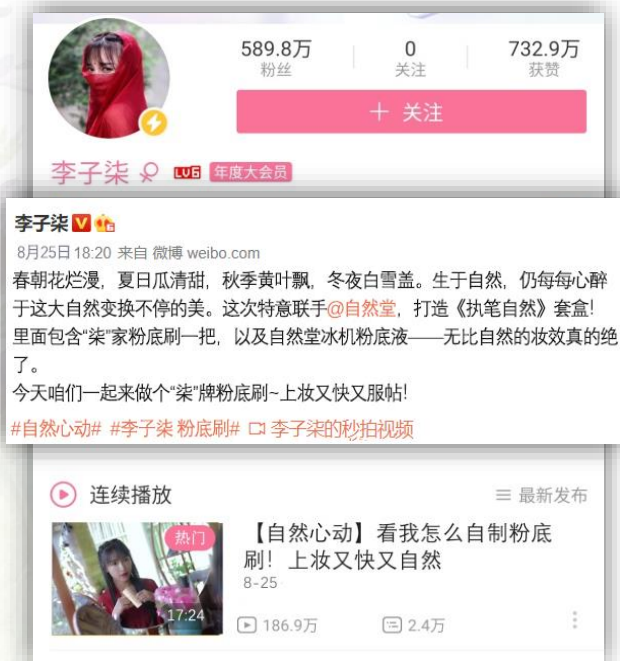 589.8万 0 732.9万
粉丝 关注 获赞
＋ 关注
李子柒 LV6 年度大会员
李子柒 V
8月25日 18:20 来自 微博 weibo.com
春朝花烂漫，夏日瓜清甜，秋季黄叶飘，冬夜白雪盖。生于自然，仍每每心醉
于这大自然变换不停的美。这次特意联手@自然堂，打造《执笔自然》套盒！
里面包含“柒”家粉底刷一把，以及自然堂冰机粉底液——无比自然的妆效真的绝
了。
今天咱们一起来做个“柒”牌粉底刷~上妆又快又服帖！
#自然心动# #李子柒 粉底刷# 李子柒的秒拍视频
连续播放 最新发布
热门 【自然心动】看我怎么自制粉底
刷！上妆又快又自然
8-25
17:24 186.9万 2.4万